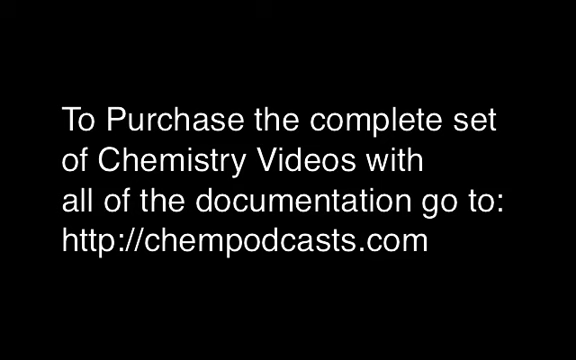 To Purchase the complete set
of Chemistry Videos with
all of the documentation go to:
http://chempodcasts.com